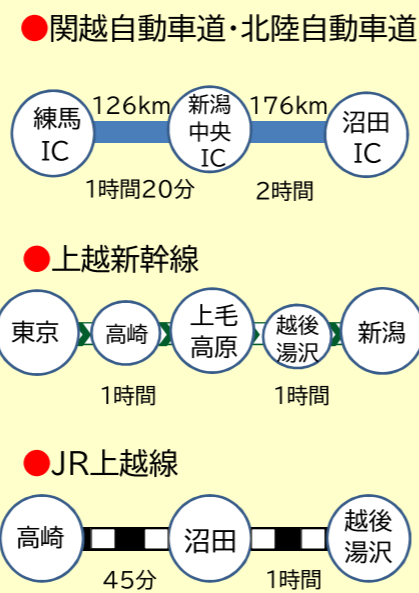 ●関越自動車道・北陸自動車道
126km
176km
練馬
IC
新潟
中央
IC
沼田
IC
1時間20分
2時間
●上越新幹線
東京
高崎
上毛
高原
越後
湯沢
新潟
1時間
1時間
●JR上越線
高崎
沼田
越後
湯沢
45分
1時間